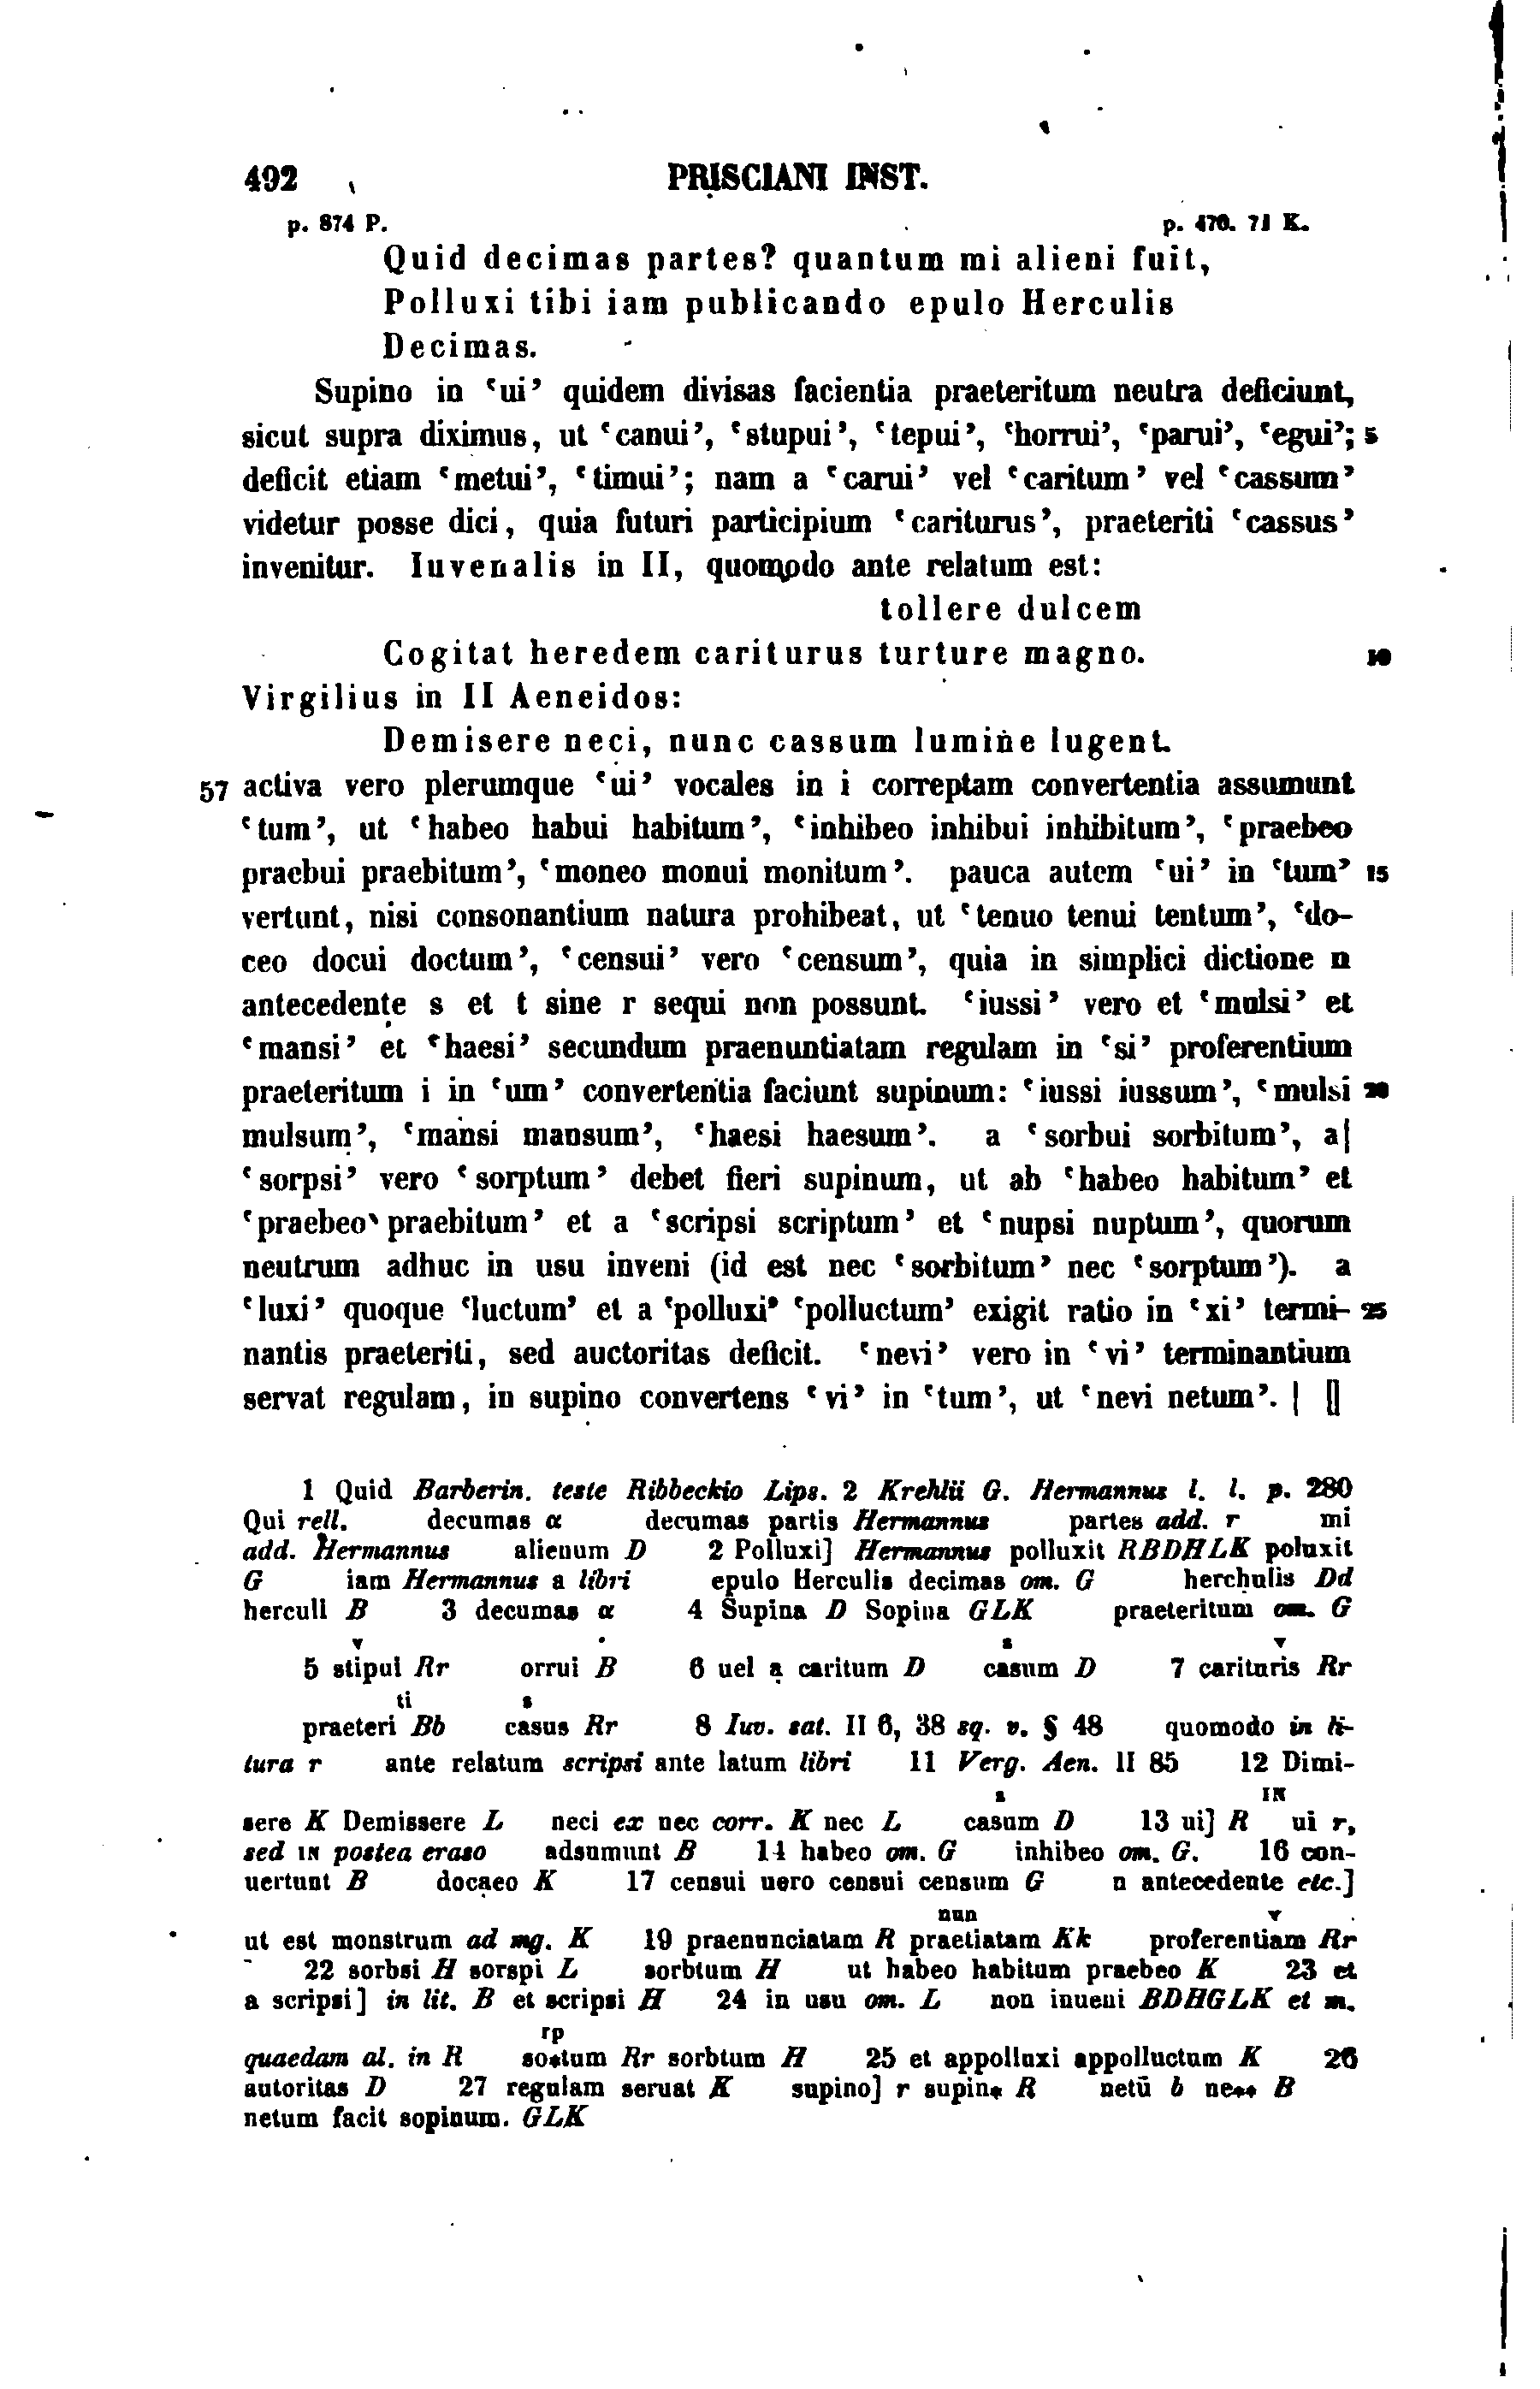 492 PRISCIANI INST.
p. 874 P. p. 470. 71 K.
Quid decimas partes? quantum mi alieni fuit,
Polluxi tibi iam publicando epulo Herculis
Decimas.
Supino in ‘ui’ quidem divisas facientia praeteritum neutra deficiunt,
sicut supra diximus, ut ‘canui’, ‘stupui’, ‘tepui’, ‘horrui’, ‘parui’, ‘egui’; 5
deficit etiam ‘metui’, ‘timui’; nam a ‘carui’ vel ‘caritum’ vel ‘cassum’
videtur posse dici, quia futuri participium ‘cariturus’, praeteriti ‘cassus’
invenitur. Iuvenalis in II, quomodo ante relatum est:
tollere dulcem
Cogitat heredem cariturus turture magno. 10
Virgilius in II Aeneidos:
Demisere neci, nunc cassum lumine lugent.
57 activa vero plerumque ‘ui’ vocales in i correptam convertentia assumunt
‘tum’, ut ‘habeo habui habitum’, ‘inhibeo inhibui inhibitum’, ‘praebeo
praebui praebitum’, ‘moneo monui monitum’. pauca autem ‘ui’ in ‘tum’ 15
vertunt, nisi consonantium natura prohibeat, ut ‘tenuo tenui tentum’, ‘do-
ceo docui doctum’, ‘censui’ vero ‘censum’, quia in simplici dictione n
antecedente s et t sine r sequi non possunt. ‘iussi’ vero et ‘mulsi’ et
‘mansi’ et ‘haesi’ secundum praenuntiatam regulam in ‘si’ proferentium
praeteritum i in ‘um’ convertentia faciunt supinum: ‘iussi iussum’, ‘mulsi 20
mulsum’, ‘mansi mansum’, ‘haesi haesum’. a ‘sorbui sorbitum’, a|
‘sorpsi’ vero ‘sorptum’ debet fieri supinum, ut ab ‘habeo habitum’ et
‘praebeo praebitum’ et a ‘scripsi scriptum’ et ‘nupsi nuptum’, quorum
neutrum adhuc in usu inveni (id est nec ‘sorbitum’ nec ‘sorptum’). a
‘luxi’ quoque ‘luctum’ et a ‘polluxi’ ‘polluctum’ exigit ratio in ‘xi’ termi- 25
nantis praeteriti, sed auctoritas deficit. ‘nevi’ vero in ‘vi’ terminantium
servat regulam, in supino convertens ‘vi’ in ‘tum’, ut ‘nevi netum’. | []
1 Quid Barberin. teste Ribbeckio Lips. 2 Krehlii G. Hermannus l. l. p. 280
Qui rell. decumas α decumas partis Hermannus partes add. r mi
add. Hermannus alienum D 2 Polluxi] Hermannus polluxit RBDHLK poluxit
G iam Hermannus a libri epulo Herculis decimas om. G herchulis Dd
herculi B 3 decumas α 4 Supina D Sopina GLK praeteritum om. G
v s v
5 stipui Rr orrui B 6 uel a caritum D casum D 7 carituris Rr
ti s
praeteri Bb casus Rr 8 Iuv. sat. II 6, 38 sq. v. § 48 quomodo in li-
tura r ante relatum scripsi ante latum libri 11 Verg. Aen. II 85 12 Dimi-
s IN
sere K Demissere L neci ex nec corr. K nec L casum D 13 ui] R ui r,
sed IN postea eraso adsumunt B 14 habeo om. G inhibeo om. G. 16 con-
uertunt B docaeo K 17 censui uero censui censum G n antecedente etc.]
nun v
ut est monstrum ad mg. K 19 praenunciatam R praetiatam Kk proferentiam Rr
22 sorbsi H sorspi L sorbtum H ut habeo habitum praebeo K 23 et
a scripsi] in lit. B et scripsi H 24 in usu om. L non inueni BDHGLK et m.
rp
quaedam al. in R so*tum Rr sorbtum H 25 et appolluxi appolluctum K 26
autoritas D 27 regulam seruat K supino] r supin* R netū b ne** B
netum facit sopinum. GLK